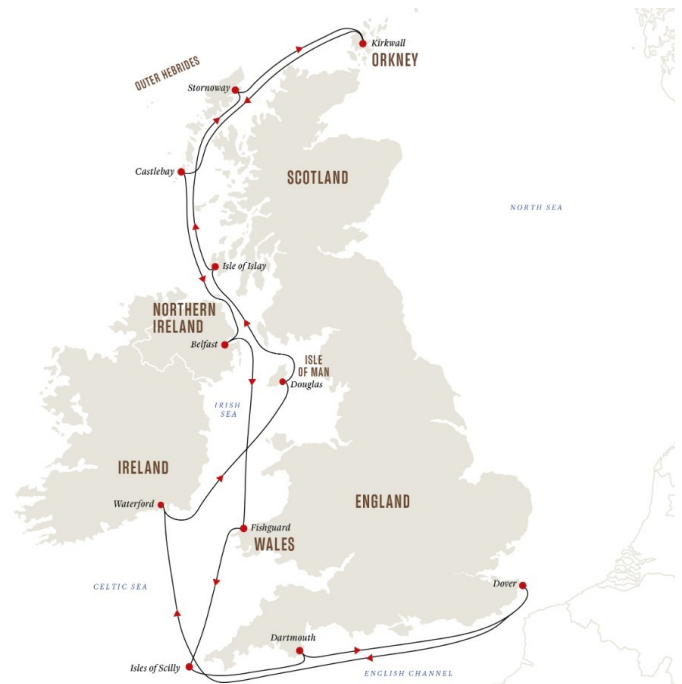 Kirkwall
ORKNEY
OUTER HEBRIDES
Stornoway
Castlebay
SCOTLAND
NORTH SEA
Isle of Islay
NORTHERN
IRELAND
Belfast
ISLE
OF MAN
Douglas
IRISH
SEA
IRELAND
Waterford
ENGLAND
Fishguard
WALES
CELTIC SEA
Dover
Dartmouth
Isles of Scilly
ENGLISH CHANNEL